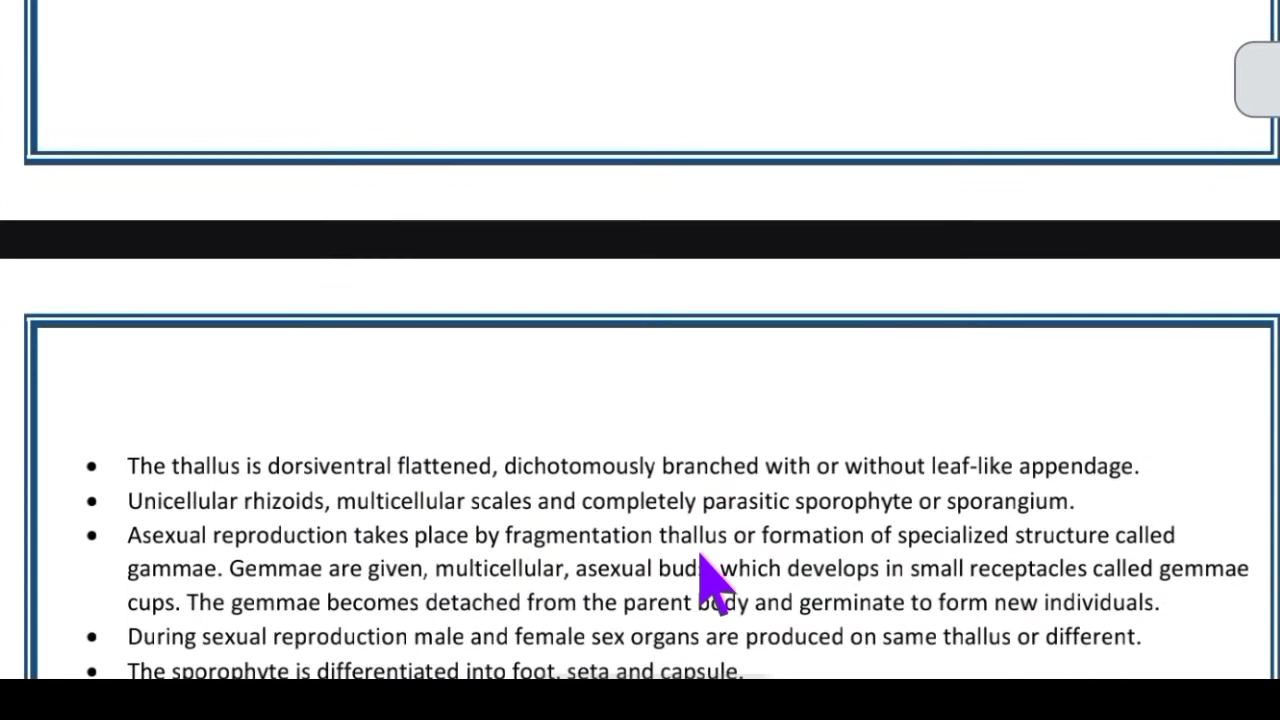 • The thallus is dorsiventral flattened, dichotomously branched with or without leaf-like appendage.
• Unicellular rhizoids, multicellular scales and completely parasitic sporophyte or sporangium.
• Asexual reproduction takes place by fragmentation thallus or formation of specialized structure called
gammae. Gemmae are given, multicellular, asexual buds, which develops in small receptacles called gemmae
cups. The gemmae becomes detached from the parent body and germinate to form new individuals.
• During sexual reproduction male and female sex organs are produced on same thallus or different.
• The sporophyte is differentiated into foot, seta and capsule.